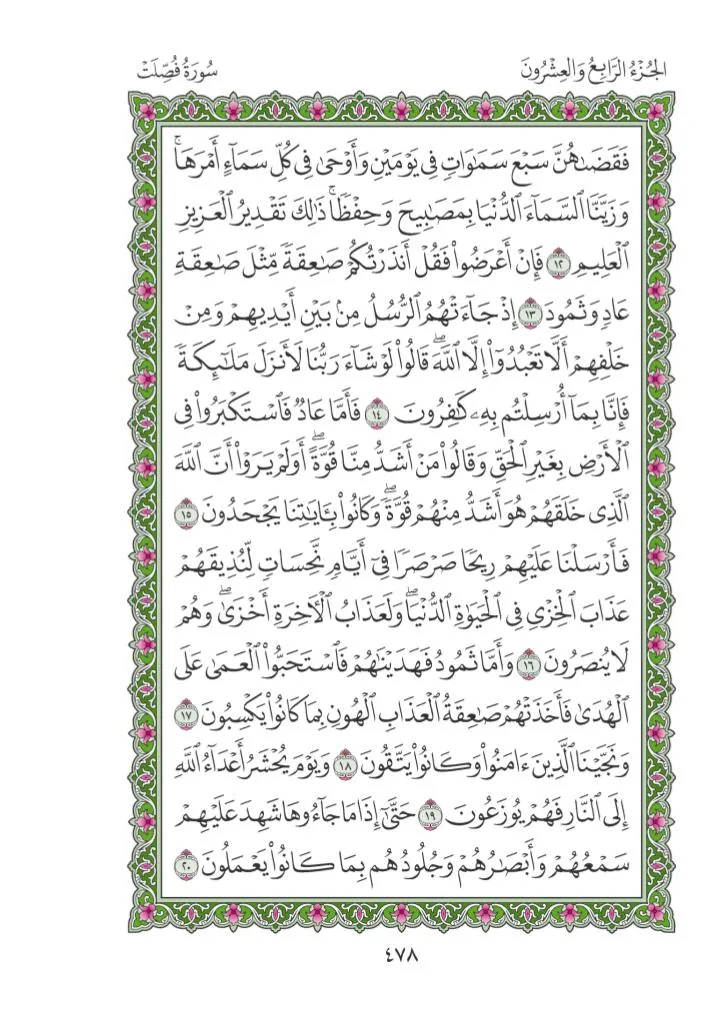 الجُزْءُ الرَّابِعُ وَالعِشْرُونَ
سُورَةُ فُصِّلَتْ
فَقَضَىٰهُنَّ سَبْعَ سَمَٰوَاتٍ فِى يَوْمَيْنِ وَأَوْحَىٰ فِى كُلِّ سَمَآءٍ أَمْرَهَاۚ
وَزَيَّنَّا ٱلسَّمَآءَ ٱلدُّنْيَا بِمَصَٰبِيحَ وَحِفْظًاۚ ذَٰلِكَ تَقْدِيرُ ٱلْعَزِيزِ
ٱلْعَلِيمِ ١٢ فَإِنْ أَعْرَضُوا۟ فَقُلْ أَنذَرْتُكُمْ صَٰعِقَةً مِّثْلَ صَٰعِقَةِ
عَادٍ وَثَمُودَ ١٣ إِذْ جَآءَتْهُمُ ٱلرُّسُلُ مِنۢ بَيْنِ أَيْدِيهِمْ وَمِنْ
خَلْفِهِمْ أَلَّا تَعْبُدُوٓا۟ إِلَّا ٱللَّهَۖ قَالُوا۟ لَوْ شَآءَ رَبُّنَا لَأَنزَلَ مَلَٰٓئِكَةً
فَإِنَّا بِمَآ أُرْسِلْتُم بِهِۦ كَٰفِرُونَ ١٤ فَأَمَّا عَادٌ فَٱسْتَكْبَرُوا۟ فِى
ٱلْأَرْضِ بِغَيْرِ ٱلْحَقِّ وَقَالُوا۟ مَنْ أَشَدُّ مِنَّا قُوَّةًۖ أَوَلَمْ يَرَوْا۟ أَنَّ ٱللَّهَ
ٱلَّذِى خَلَقَهُمْ هُوَ أَشَدُّ مِنْهُمْ قُوَّةًۖ وَكَانُوا۟ بِـَٔايَٰتِنَا يَجْحَدُونَ ١٥
فَأَرْسَلْنَا عَلَيْهِمْ رِيحًا صَرْصَرًا فِىٓ أَيَّامٍ نَّحِسَاتٍ لِّنُذِيقَهُمْ
عَذَابَ ٱلْخِزْىِ فِى ٱلْحَيَوٰةِ ٱلدُّنْيَاۖ وَلَعَذَابُ ٱلْـَٔاخِرَةِ أَخْزَىٰۖ وَهُمْ
لَا يُنصَرُونَ ١٦ وَأَمَّا ثَمُودُ فَهَدَيْنَٰهُمْ فَٱسْتَحَبُّوا۟ ٱلْعَمَىٰ عَلَى
ٱلْهُدَىٰ فَأَخَذَتْهُمْ صَٰعِقَةُ ٱلْعَذَابِ ٱلْهُونِ بِمَا كَانُوا۟ يَكْسِبُونَ ١٧
وَنَجَّيْنَا ٱلَّذِينَ ءَامَنُوا۟ وَكَانُوا۟ يَتَّقُونَ ١٨ وَيَوْمَ يُحْشَرُ أَعْدَآءُ ٱللَّهِ
إِلَى ٱلنَّارِ فَهُمْ يُوزَعُونَ ١٩ حَتَّىٰٓ إِذَا مَا جَآءُوهَا شَهِدَ عَلَيْهِمْ
سَمْعُهُمْ وَأَبْصَٰرُهُمْ وَجُلُودُهُم بِمَا كَانُوا۟ يَعْمَلُونَ ٢٠
٤٧٨